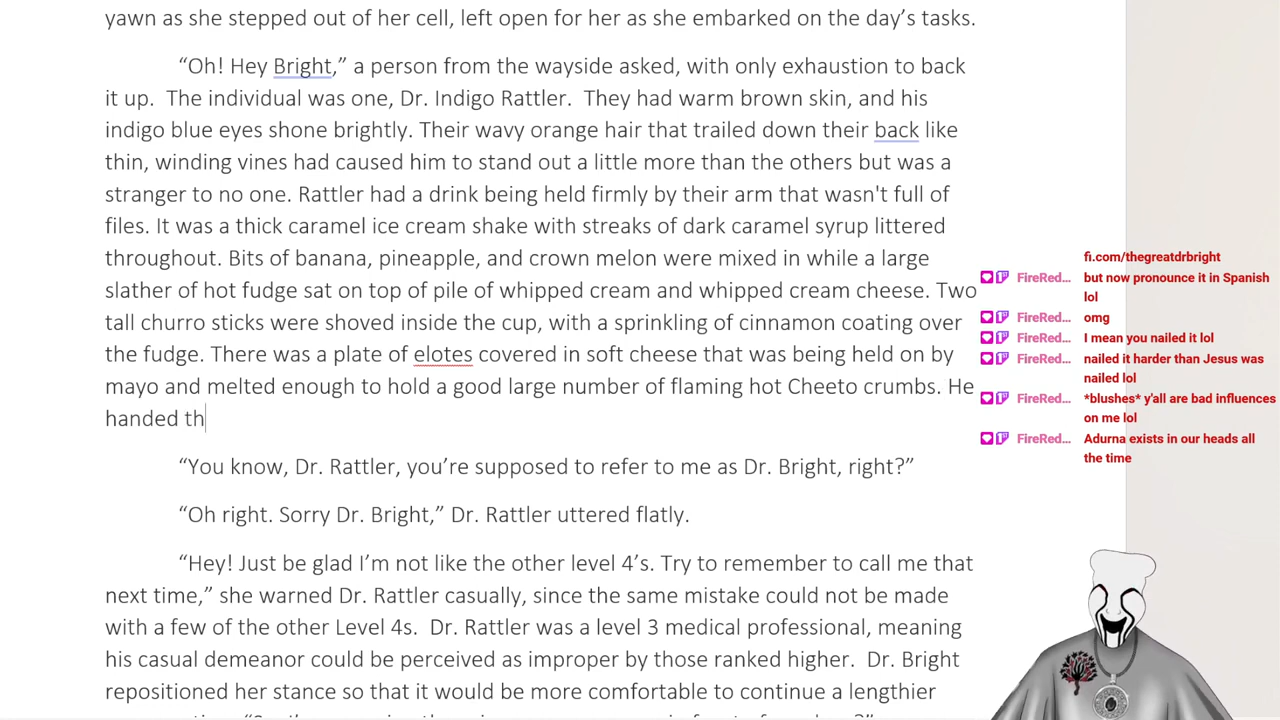 yawn as she stepped out of her cell, left open for her as she embarked on the day’s tasks.
“Oh! Hey Bright,” a person from the wayside asked, with only exhaustion to back
it up.  The individual was one, Dr. Indigo Rattler.  They had warm brown skin, and his
indigo blue eyes shone brightly. Their wavy orange hair that trailed down their back like
thin, winding vines had caused him to stand out a little more than the others but was a
stranger to no one. Rattler had a drink being held firmly by their arm that wasn't full of
files. It was a thick caramel ice cream shake with streaks of dark caramel syrup littered
throughout. Bits of banana, pineapple, and crown melon were mixed in while a large
slather of hot fudge sat on top of pile of whipped cream and whipped cream cheese. Two
tall churro sticks were shoved inside the cup, with a sprinkling of cinnamon coating over
the fudge. There was a plate of eotes covered in soft cheese that was being held on by
mayo and melted enough to hold a good large number of flaming hot Cheeto crumbs. He
handed th
“You know, Dr. Rattler, you’re supposed to refer to me as Dr. Bright, right?”
“Oh right. Sorry Dr. Bright,” Dr. Rattler uttered flatly.
“Hey! Just be glad I’m not like the other level 4’s. Try to remember to call me that
next time,” she warned Dr. Rattler casually, since the same mistake could not be made
with a few of the other Level 4s.  Dr. Rattler was a level 3 medical professional, meaning
his casual demeanor could be perceived as improper by those ranked higher.  Dr. Bright
repositioned her stance so that it would be more comfortable to continue a lengthier
fi.com/thegreatdrbright
FireRed... but now pronounce it in Spanish
lol
FireRed... omg
FireRed... I mean you nailed it lol
FireRed... nailed it harder than Jesus was
nailed lol
FireRed... *blushes* y'all are bad influences
on me lol
FireRed... Adurna exists in our heads all
the time